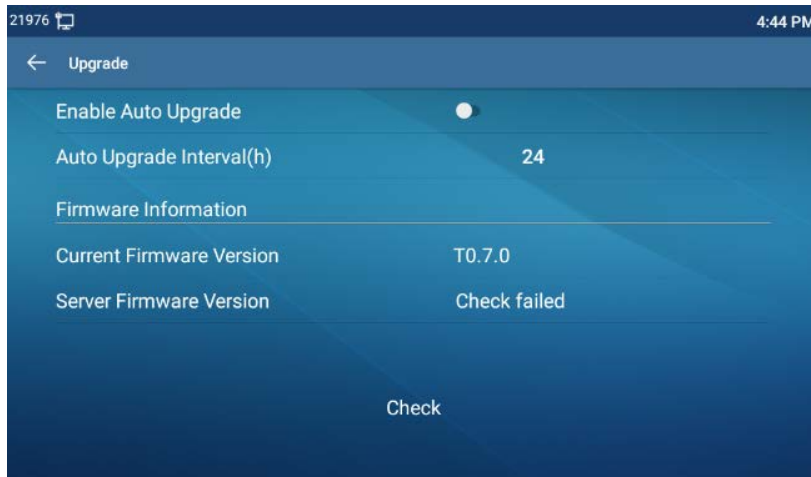 21976 4:44 PM
Upgrade
Enable Auto Upgrade
Auto Upgrade Interval(h) 24
Firmware Information
Current Firmware Version T0.7.0
Server Firmware Version Check failed
Check